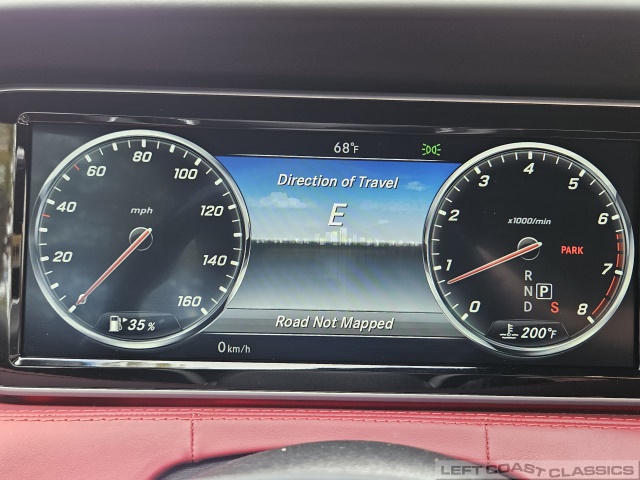 68°F
Direction of Travel
E
Road Not Mapped
0 km/h
mph
20
40
60
80
100
120
140
160
35 %
x1000/min
0
1
2
3
4
5
6
7
8
PARK
R
N P
D S
200°F
LEFT COAST CLASSICS